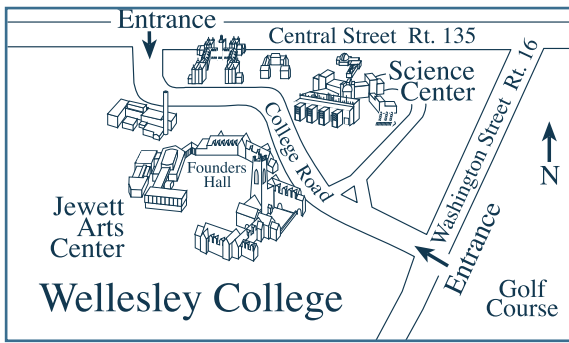 Entrance
Central Street Rt. 135
Science
Center
Washington Street Rt. 16
College Road
Founders
Hall
N
Jewett
Arts
Center
Entrance
Wellesley College
Golf
Course